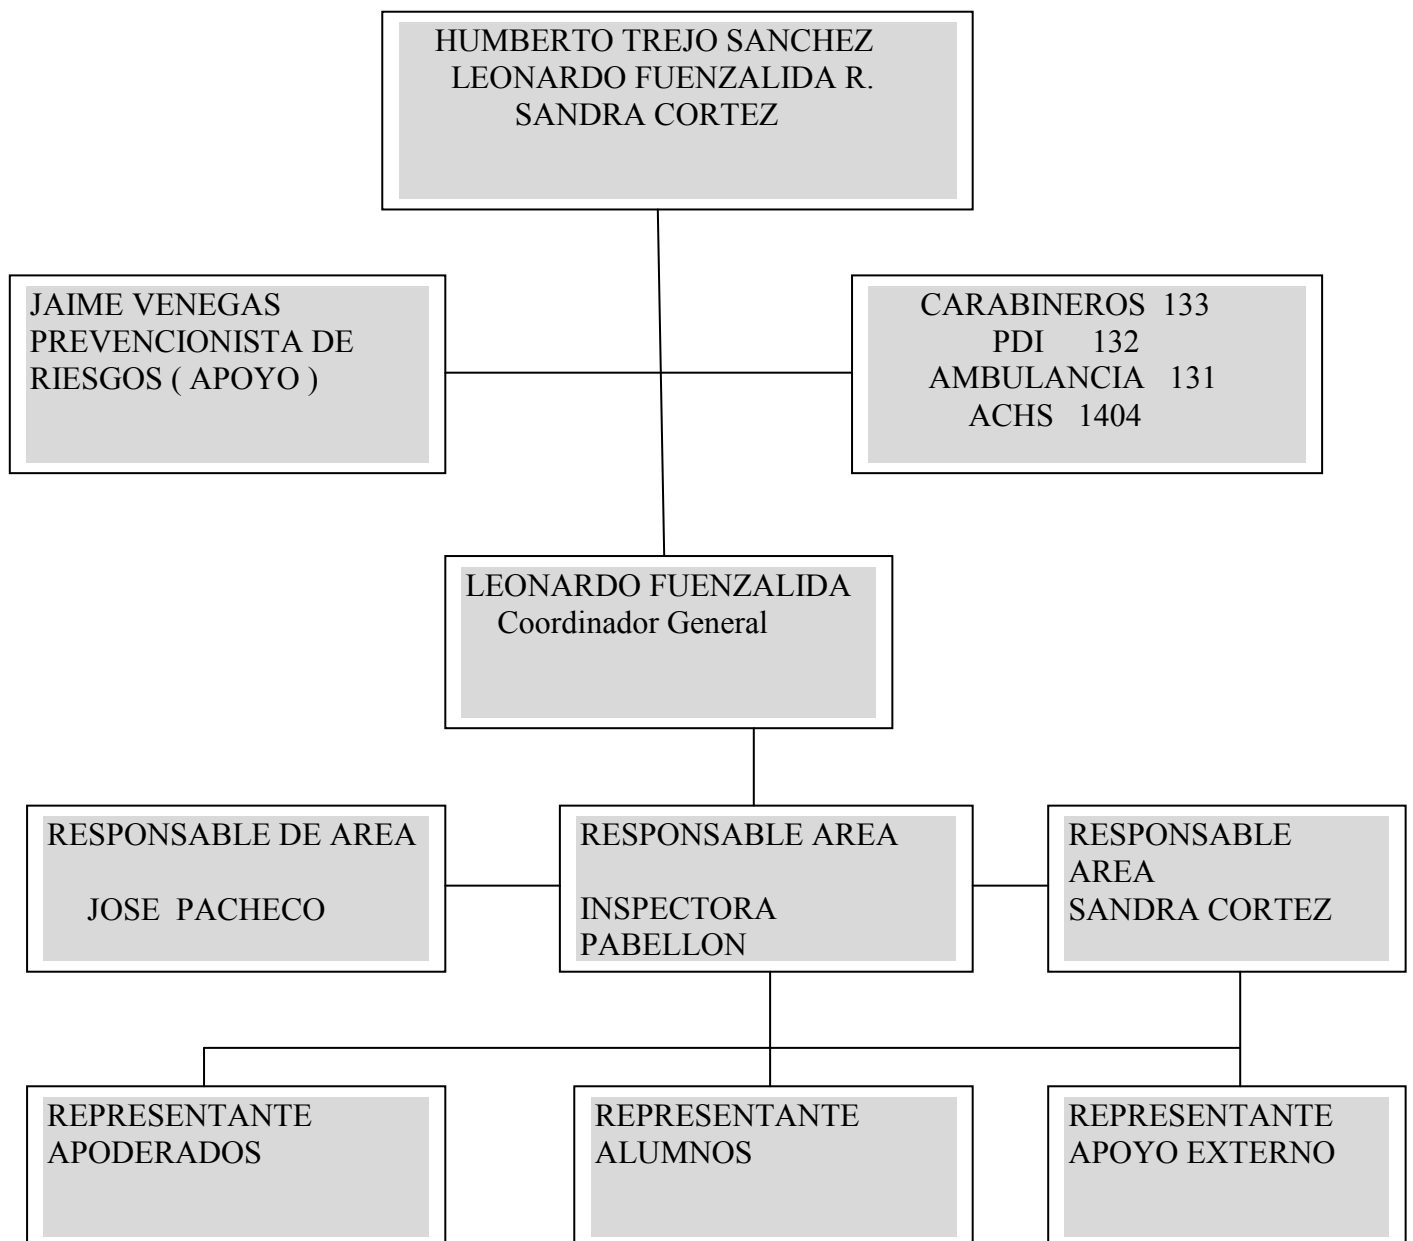 HUMBERTO TREJO SANCHEZ
LEONARDO FUENZALIDA R.
SANDRA CORTEZ
JAIME VENEGAS
PREVENCIONISTA DE
RIESGOS ( APOYO )
CARABINEROS 133
PDI 132
AMBULANCIA 131
ACHS 1404
LEONARDO FUENZALIDA
Coordinador General
RESPONSABLE DE AREA
JOSE PACHECO
RESPONSABLE AREA
INSPECTORA
PABELLON
RESPONSABLE
AREA
SANDRA CORTEZ
REPRESENTANTE
APODERADOS
REPRESENTANTE
ALUMNOS
REPRESENTANTE
APOYO EXTERNO